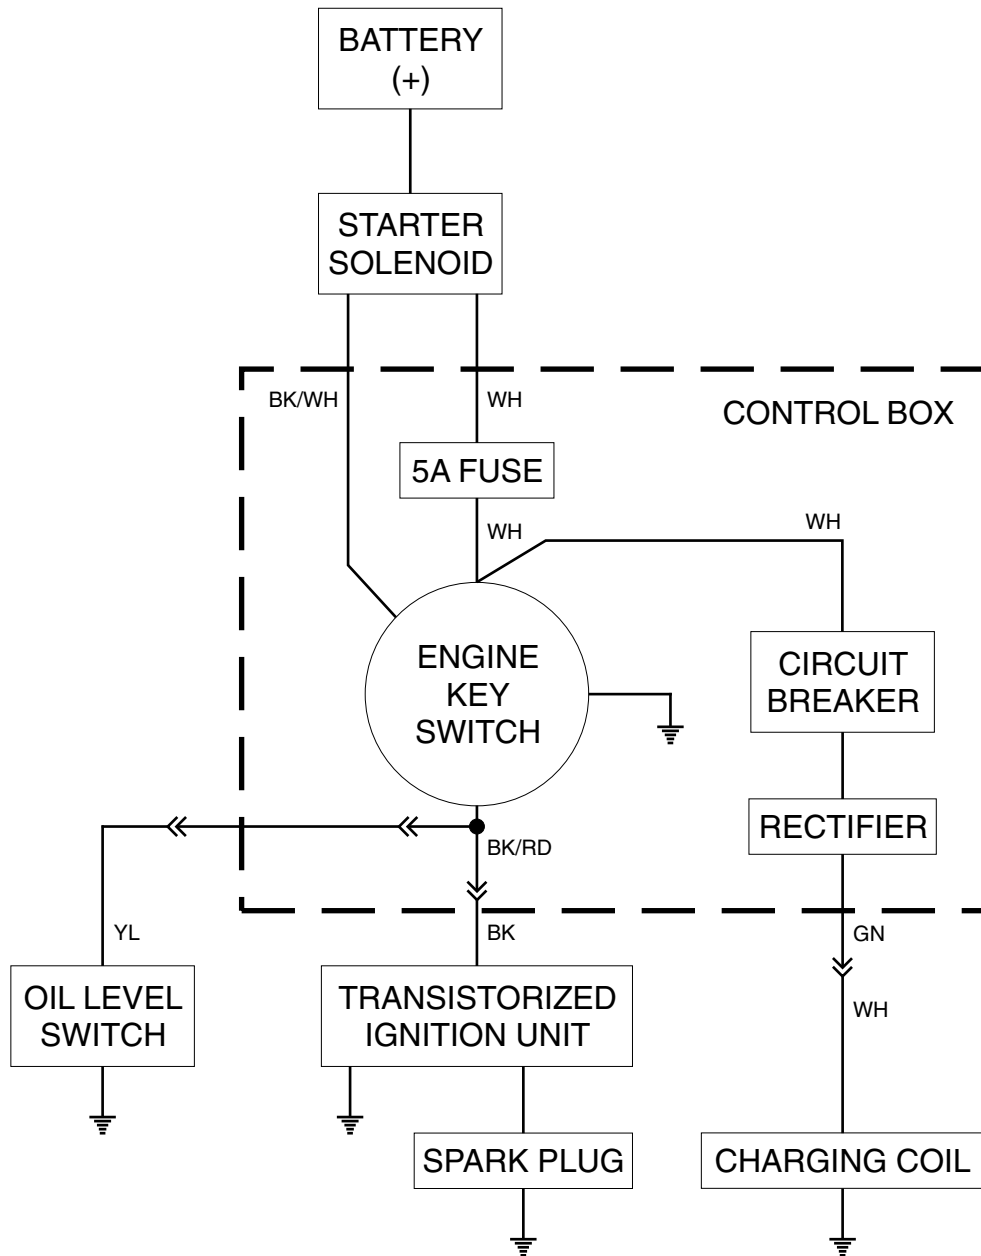 BATTERY
(+)
STARTER
SOLENOID
BK/WH
WH
CONTROL BOX
5A FUSE
WH
WH
ENGINE
KEY
SWITCH
CIRCUIT
BREAKER
RECTIFIER
BK/RD
YL
BK
GN
OIL LEVEL
SWITCH
TRANSISTORIZED
IGNITION UNIT
WH
SPARK PLUG
CHARGING COIL